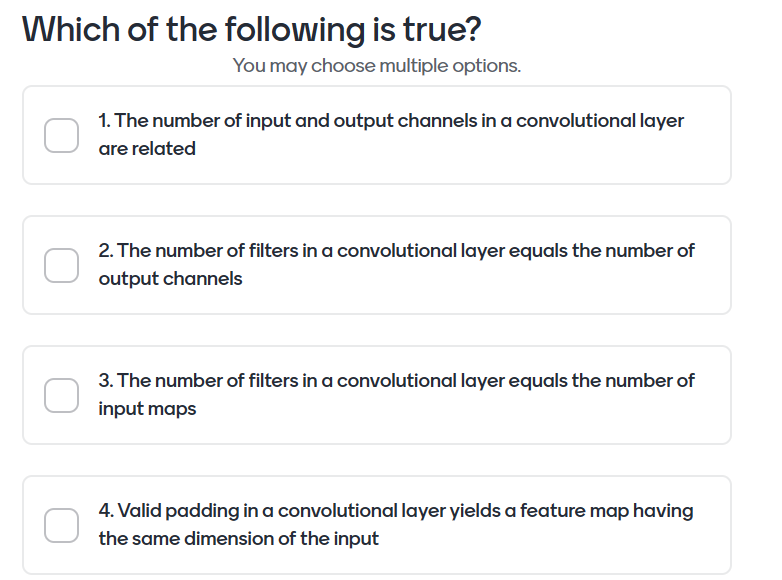 Which of the following is true?
You may choose multiple options.
1. The number of input and output channels in a convolutional layer
are related
2. The number of filters in a convolutional layer equals the number of
output channels
3. The number of filters in a convolutional layer equals the number of
input maps
4. Valid padding in a convolutional layer yields a feature map having
the same dimension of the input